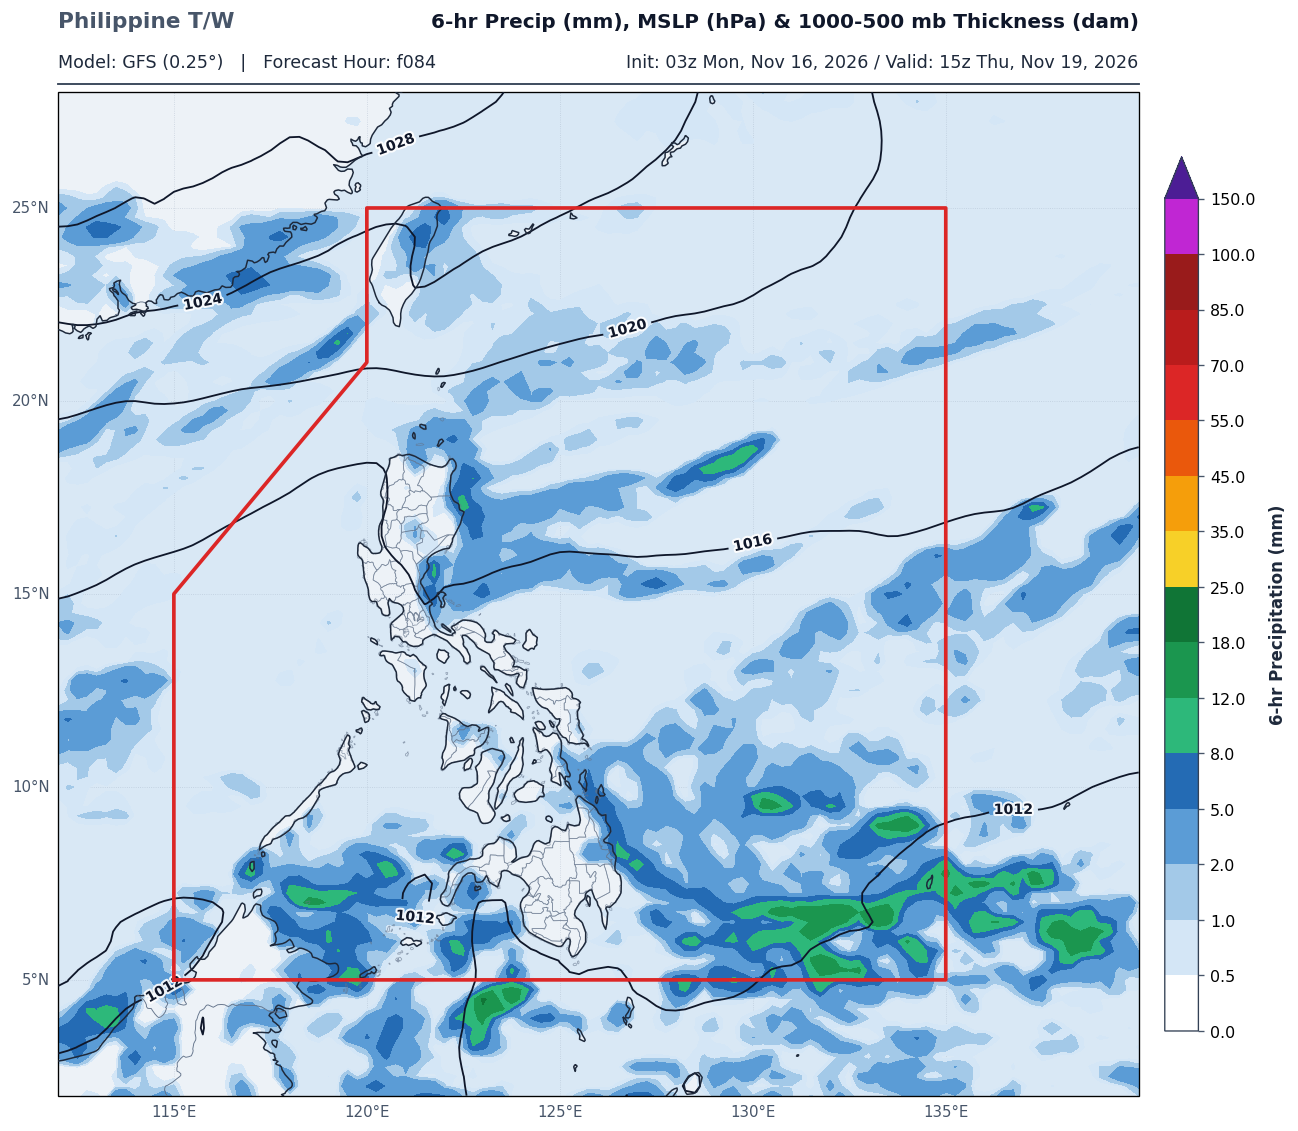 Philippine T/W
6-hr Precip (mm), MSLP (hPa) & 1000-500 mb Thickness (dam)
Model: GFS (0.25°) | Forecast Hour: f084
Init: 03z Mon, Nov 16, 2026 / Valid: 15z Thu, Nov 19, 2026
1028
1024
1020
1016
1012
1012
1012
25°N
20°N
15°N
10°N
5°N
115°E
120°E
125°E
130°E
135°E
150.0
100.0
85.0
70.0
55.0
45.0
35.0
25.0
18.0
12.0
8.0
5.0
2.0
1.0
0.5
0.0
6-hr Precipitation (mm)